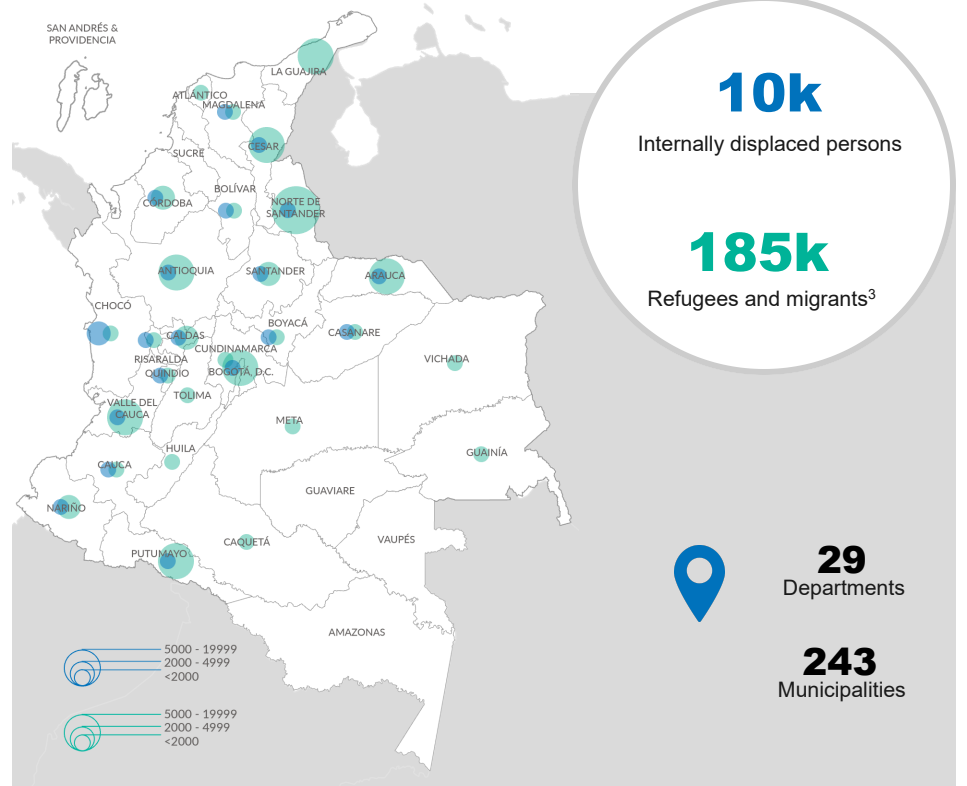 SAN ANDRÉS &
PROVIDENCIA
LA GUAJIRA
ATLÁNTICO
MAGDALENA
CESAR
SUCRE
BOLÍVAR
CÓRDOBA
NORTE DE
SANTANDER
ANTIOQUIA
SANTANDER
ARAUCA
CHOCÓ
BOYACÁ
CALDAS
CASANARE
CUNDINAMARCA
RISARALDA
VICHADA
QUINDIO
BOGOTÁ, D.C.
TOLIMA
VALLE DEL
CAUCA
META
HUILA
GUAINÍA
CAUCA
GUAVIARE
NARIÑO
CAQUETÁ
VAUPÉS
PUTUMAYO
AMAZONAS
5000 - 19999
2000 - 4999
<2000
5000 - 19999
2000 - 4999
<2000
10k
Internally displaced persons
185k
Refugees and migrants³
29
Departments
243
Municipalities